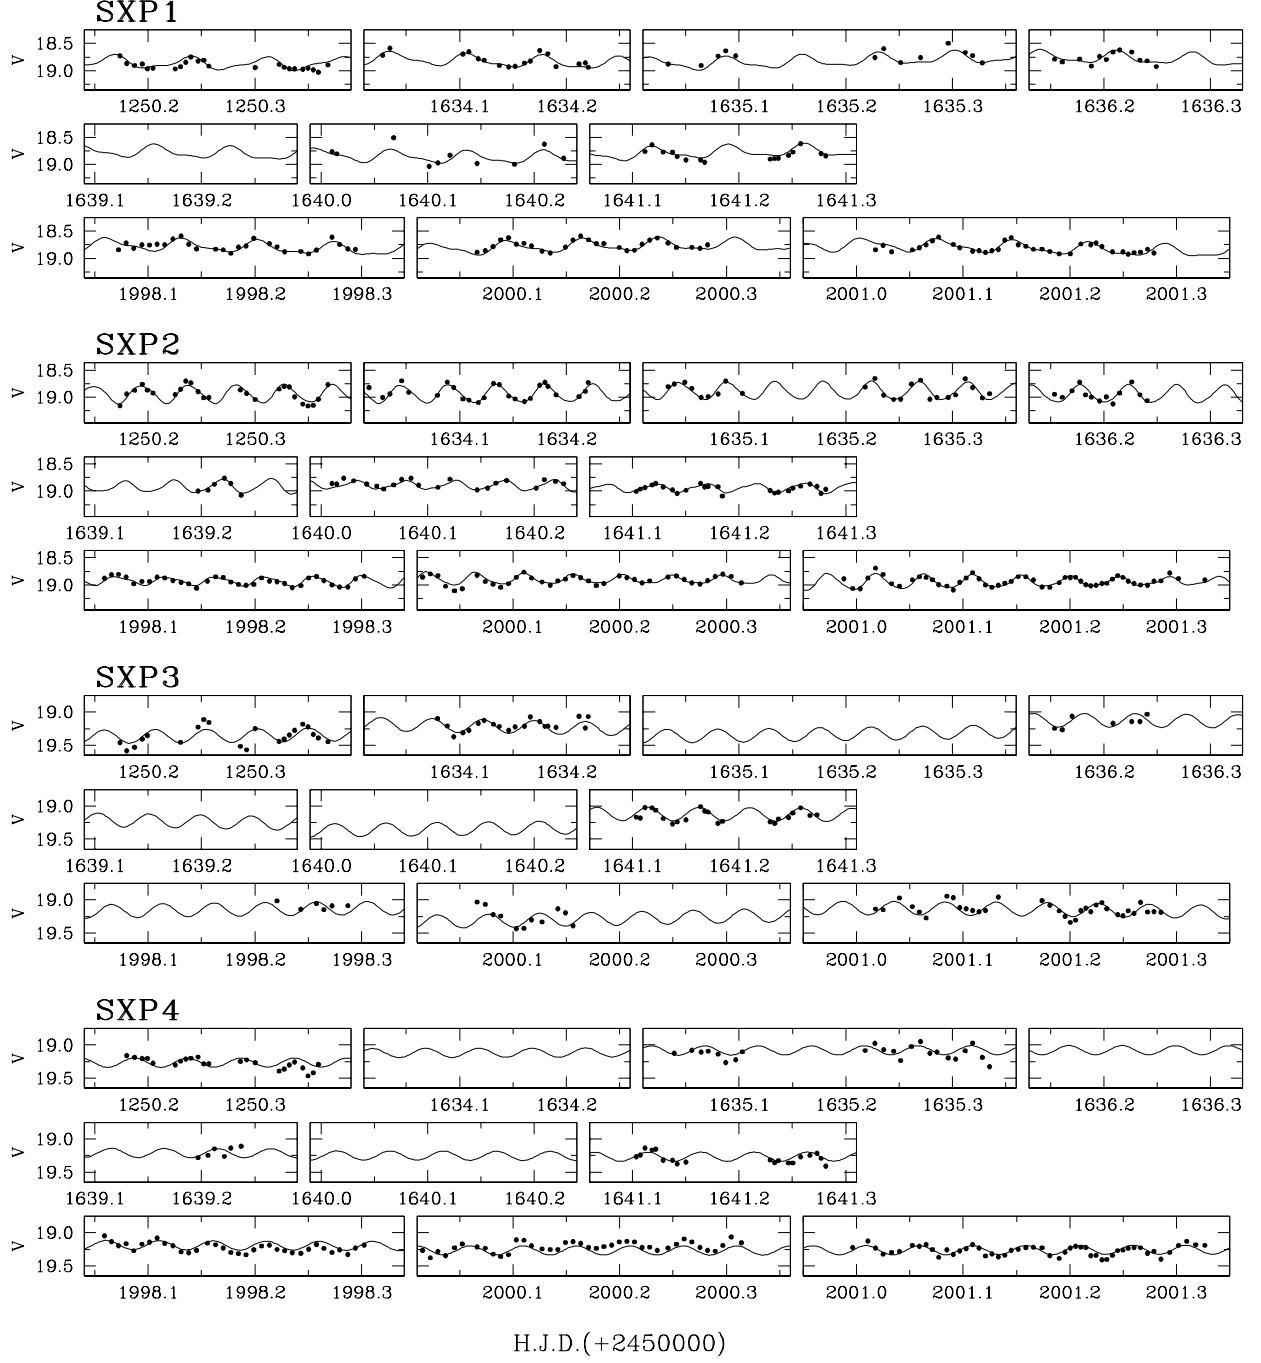 SXP1
V 18.5 19.0
1250.2 1250.3 1634.1 1634.2 1635.1 1635.2 1635.3 1636.2 1636.3
V 18.5 19.0
1639.1 1639.2 1640.0 1640.1 1640.2 1641.1 1641.2 1641.3
V 18.5 19.0
1998.1 1998.2 1998.3 2000.1 2000.2 2000.3 2001.0 2001.1 2001.2 2001.3
SXP2
V 18.5 19.0
1250.2 1250.3 1634.1 1634.2 1635.1 1635.2 1635.3 1636.2 1636.3
V 18.5 19.0
1639.1 1639.2 1640.0 1640.1 1640.2 1641.1 1641.2 1641.3
V 18.5 19.0
1998.1 1998.2 1998.3 2000.1 2000.2 2000.3 2001.0 2001.1 2001.2 2001.3
SXP3
V 19.0 19.5
1250.2 1250.3 1634.1 1634.2 1635.1 1635.2 1635.3 1636.2 1636.3
V 19.0 19.5
1639.1 1639.2 1640.0 1640.1 1640.2 1641.1 1641.2 1641.3
V 19.0 19.5
1998.1 1998.2 1998.3 2000.1 2000.2 2000.3 2001.0 2001.1 2001.2 2001.3
SXP4
V 19.0 19.5
1250.2 1250.3 1634.1 1634.2 1635.1 1635.2 1635.3 1636.2 1636.3
V 19.0 19.5
1639.1 1639.2 1640.0 1640.1 1640.2 1641.1 1641.2 1641.3
V 19.0 19.5
1998.1 1998.2 1998.3 2000.1 2000.2 2000.3 2001.0 2001.1 2001.2 2001.3
H.J.D.(+2450000)